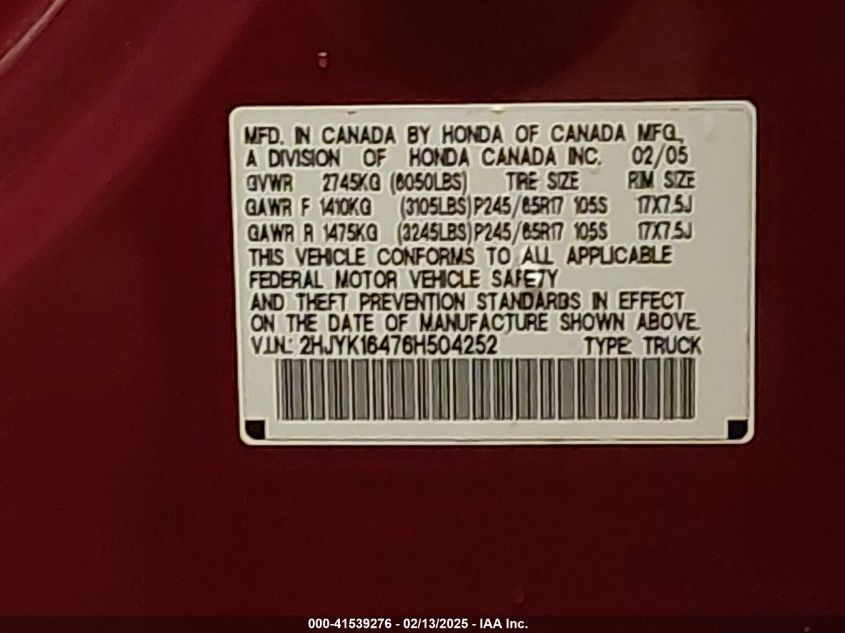 MFD. IN CANADA BY HONDA OF CANADA MFG.,
A DIVISION OF HONDA CANADA INC. 02/05
GVWR 2745KG (6050LBS) TIRE SIZE RIM SIZE
GAWR F 1410KG (3105LBS) P245/65R17 105S 17X7.5J
GAWR R 1475KG (3245LBS) P245/65R17 105S 17X7.5J
THIS VEHICLE CONFORMS TO ALL APPLICABLE
FEDERAL MOTOR VEHICLE SAFETY
AND THEFT PREVENTION STANDARDS IN EFFECT
ON THE DATE OF MANUFACTURE SHOWN ABOVE.
V.I.N.: 2HJYK16476H504252 TYPE: TRUCK
000-41539276 - 02/13/2025 - IAA Inc.